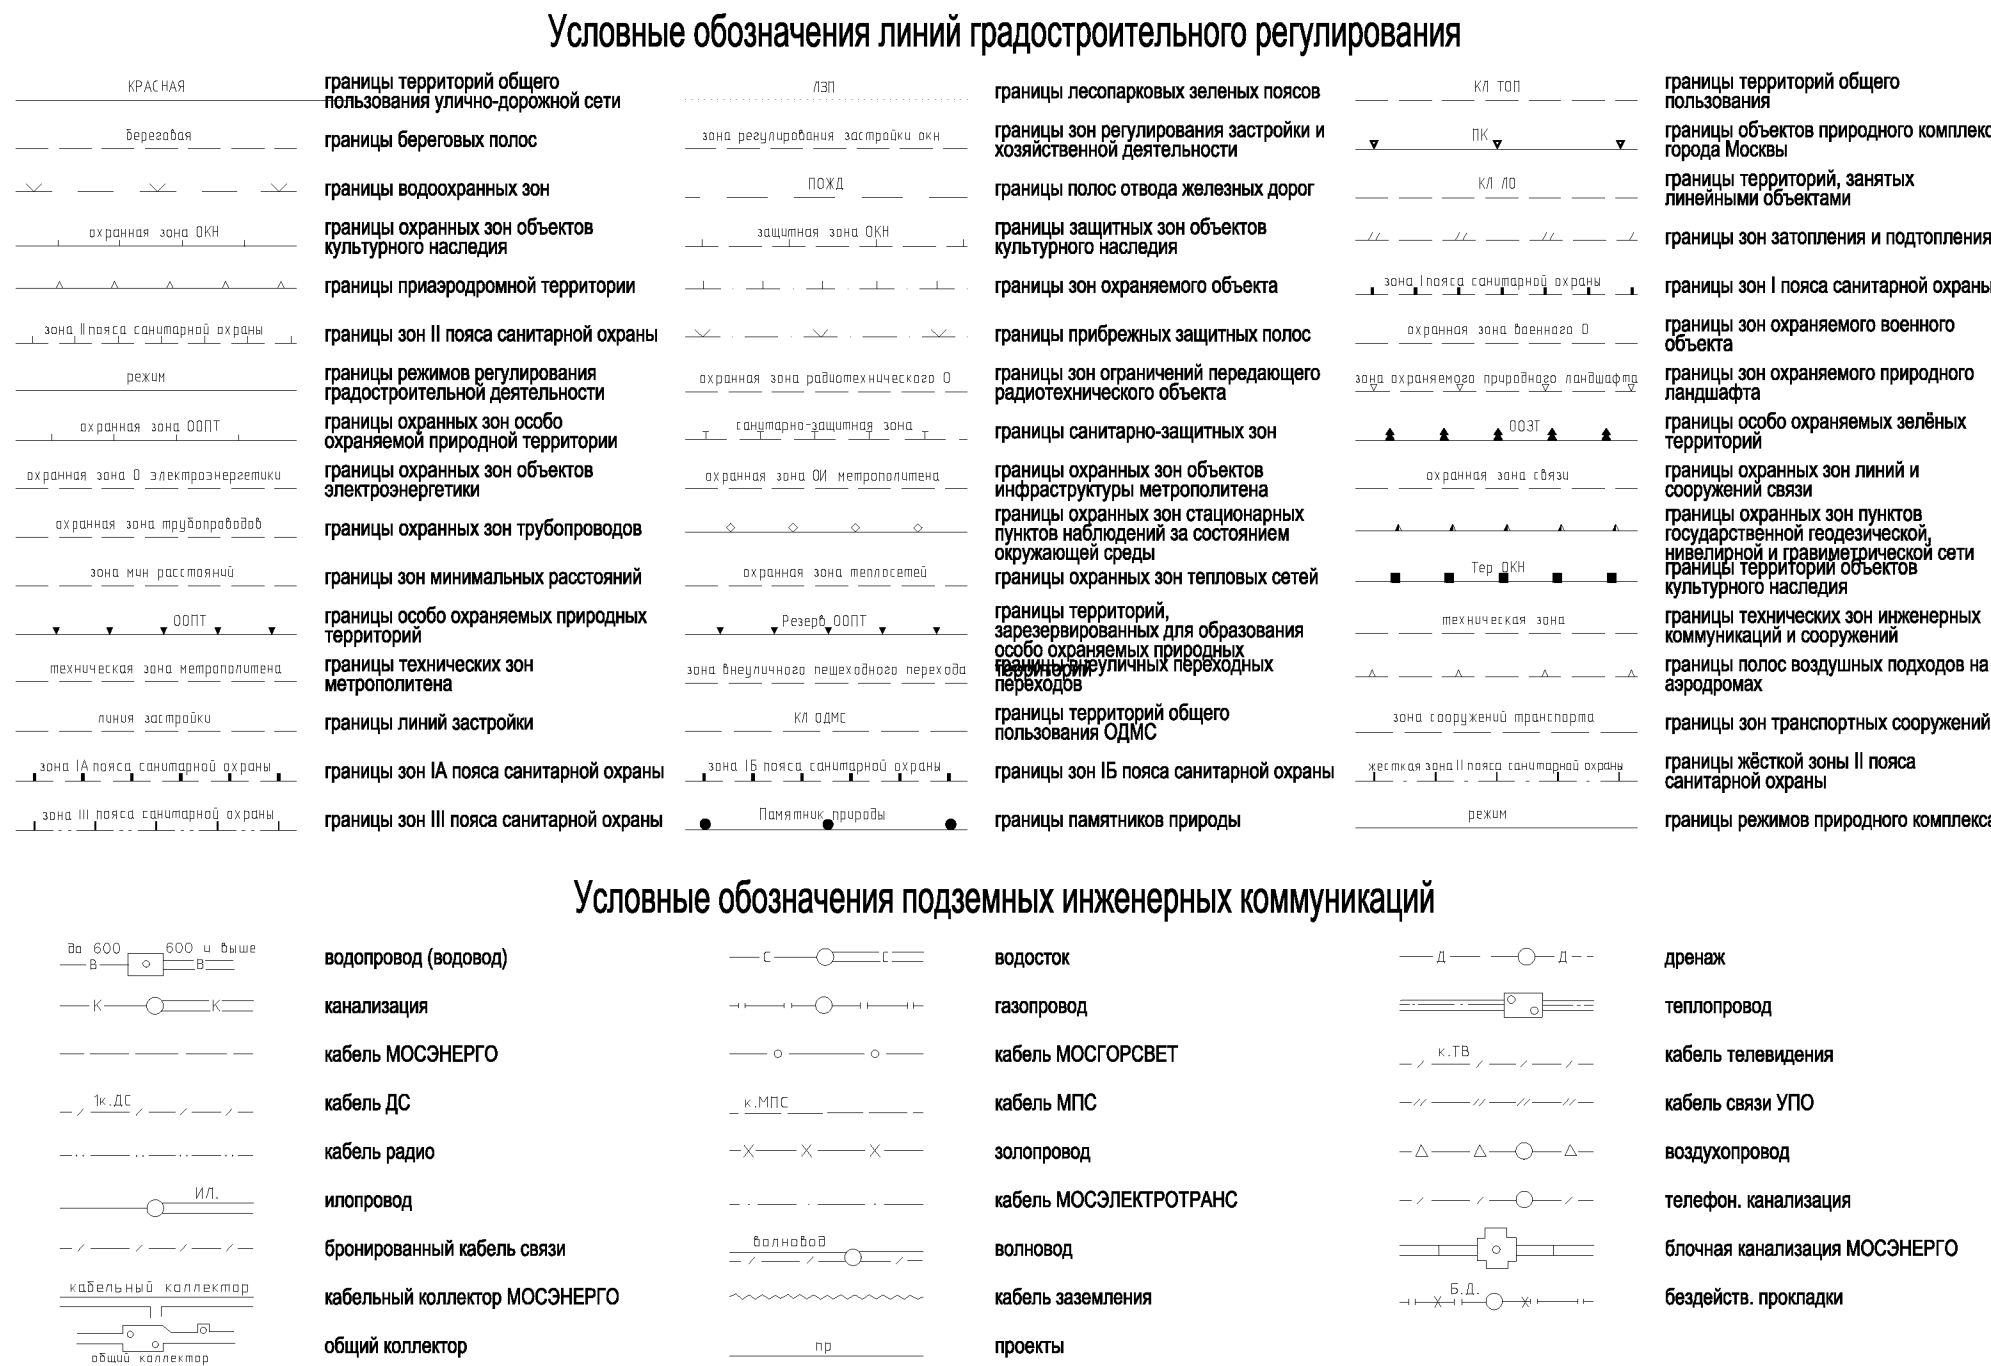 Условные обозначения линий градостроительного регулирования
КРАСНАЯ
границы территорий общего
пользования улично-дорожной сети
ЛЗП
границы лесопарковых зеленых поясов
КЛ ТОП
границы территорий общего
пользования
береговая
границы береговых полос
зона регулирования застройки окн
границы зон регулирования застройки и
хозяйственной деятельности
ПК
границы объектов природного комплекс
города Москвы
границы водоохранных зон
ПОЖД
границы полос отвода железных дорог
КЛ ЛО
границы территорий, занятых
линейными объектами
охранная зона ОКН
границы охранных зон объектов
культурного наследия
защитная зона ОКН
границы защитных зон объектов
культурного наследия
границы зон затопления и подтопления
границы приаэродромной территории
границы зон охраняемого объекта
зона I пояса санитарной охраны
границы зон I пояса санитарной охраны
зона II пояса санитарной охраны
границы зон II пояса санитарной охраны
границы прибрежных защитных полос
охранная зона военного О
границы зон охраняемого военного
объекта
режим
границы режимов регулирования
градостроительной деятельности
охранная зона радиотехнического О
границы зон ограничений передающего
радиотехнического объекта
зона охраняемого природного ландшафта
границы зон охраняемого природного
ландшафта
охранная зона ООПТ
границы охранных зон особо
охраняемой природной территории
санитарно-защитная зона
границы санитарно-защитных зон
ООЗТ
границы особо охраняемых зелёных
территорий
охранная зона О электроэнергетики
границы охранных зон объектов
электроэнергетики
охранная зона ОИ метрополитена
границы охранных зон объектов
инфраструктуры метрополитена
охранная зона связи
границы охранных зон линий и
сооружений связи
охранная зона трубопроводов
границы охранных зон трубопроводов
границы охранных зон стационарных
пунктов наблюдений за состоянием
окружающей среды
границы охранных зон пунктов
государственной геодезической,
нивелирной и гравиметрической сети
зона мин расстояний
границы зон минимальных расстояний
охранная зона теплосетей
границы охранных зон тепловых сетей
Тер ОКН
границы территорий объектов
культурного наследия
ООПТ
границы особо охраняемых природных
территорий
Резерв ООПТ
границы территорий,
зарезервированных для образования
особо охраняемых природных
территорий
техническая зона
границы технических зон инженерных
коммуникаций и сооружений
техническая зона метрополитена
границы технических зон
метрополитена
зона внеуличного пешеходного перехода
границы внеуличных переходных
переходов
границы полос воздушных подходов на
аэродромах
линия застройки
границы линий застройки
КЛ ОДМС
границы территорий общего
пользования ОДМС
зона сооружений транспорта
границы зон транспортных сооружений
зона IА пояса санитарной охраны
границы зон IА пояса санитарной охраны
зона IБ пояса санитарной охраны
границы зон IБ пояса санитарной охраны
жесткая зона II пояса санитарной охраны
границы жёсткой зоны II пояса
санитарной охраны
зона III пояса санитарной охраны
границы зон III пояса санитарной охраны
Памятник природы
границы памятников природы
режим
границы режимов природного комплекса
Условные обозначения подземных инженерных коммуникаций
до 600 600 и выше
В В
водопровод (водовод)
С С
водосток
Д Д
дренаж
К К
канализация
газопровод
теплопровод
кабель МОСЭНЕРГО
кабель МОСГОРСВЕТ
к.ТВ
кабель телевидения
1к.ДС
кабель ДС
к.МПС
кабель МПС
кабель связи УПО
кабель радио
золопровод
воздухопровод
ИЛ.
илопровод
кабель МОСЭЛЕКТРОТРАНС
телефон. канализация
бронированный кабель связи
волновод
волновод
блочная канализация МОСЭНЕРГО
кабельный коллектор
кабельный коллектор МОСЭНЕРГО
кабель заземления
Б.Д.
бездейств. прокладки
общий коллектор
общий коллектор
пр
проекты